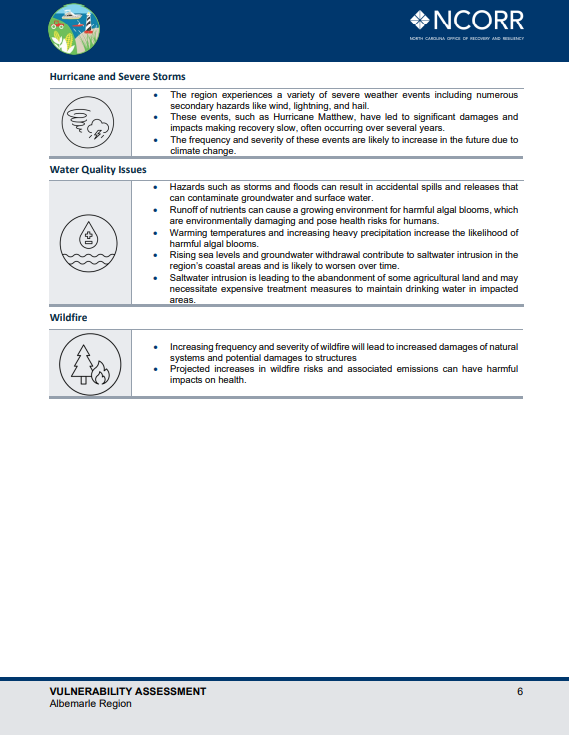 NCORR
NORTH CAROLINA OFFICE OF RECOVERY AND RESILIENCY
Hurricane and Severe Storms
• The region experiences a variety of severe weather events including numerous
secondary hazards like wind, lightning, and hail.
• These events, such as Hurricane Matthew, have led to significant damages and
impacts making recovery slow, often occurring over several years.
• The frequency and severity of these events are likely to increase in the future due to
climate change.
Water Quality Issues
• Hazards such as storms and floods can result in accidental spills and releases that
can contaminate groundwater and surface water.
• Runoff of nutrients can cause a growing environment for harmful algal blooms, which
are environmentally damaging and pose health risks for humans.
• Warming temperatures and increasing heavy precipitation increase the likelihood of
harmful algal blooms.
• Rising sea levels and groundwater withdrawal contribute to saltwater intrusion in the
region's coastal areas and is likely to worsen over time.
• Saltwater intrusion is leading to the abandonment of some agricultural land and may
necessitate expensive treatment measures to maintain drinking water in impacted
areas.
Wildfire
• Increasing frequency and severity of wildfire will lead to increased damages of natural
systems and potential damages to structures
• Projected increases in wildfire risks and associated emissions can have harmful
impacts on health.
VULNERABILITY ASSESSMENT 6
Albemarle Region